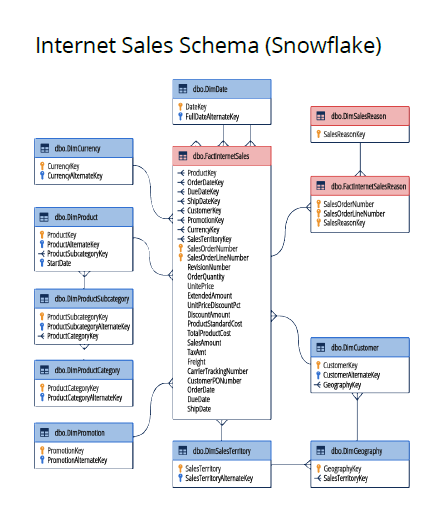 Internet Sales Schema (Snowflake)
dbo.DimDate
DateKey
FullDateAlternateKey
dbo.DimSalesReason
SalesReasonKey
dbo.DimCurrency
CurrencyKey
CurrencyAlternateKey
dbo.FactInternetSales
ProductKey
OrderDateKey
DueDateKey
ShipDateKey
CustomerKey
PromotionKey
CurrencyKey
SalesTerritoryKey
SalesOrderNumber
SalesOrderLineNumber
RevisionNumber
OrderQuantity
UnitePrice
ExtendedAmount
UnitPriceDiscountPct
DiscountAmount
ProductStandardCost
TotalProductCost
SalesAmount
TaxAmt
Freight
CarrierTrackingNumber
CustomerPONumber
OrderDate
DueDate
ShipDate
dbo.FactInternetSalesReason
SalesOrderNumber
SalesOrderLineNumber
SalesReasonKey
dbo.DimProduct
ProductKey
ProductAlternateKey
ProductSubcategoryKey
StartDate
dbo.DimProductSubcategory
ProductSubcategoryKey
ProductSubcategoryAlternateKey
ProductCategoryKey
dbo.DimProductCategory
ProductCategoryKey
ProductCategoryAlternateKey
dbo.DimCustomer
CustomerKey
CustomerAlternateKey
GeographyKey
dbo.DimPromotion
PromotionKey
PromotionAlternateKey
dbo.DimSalesTerritory
SalesTerritory
SalesTerritoryAlternateKey
dbo.DimGeography
GeographyKey
SalesTerritoryKey